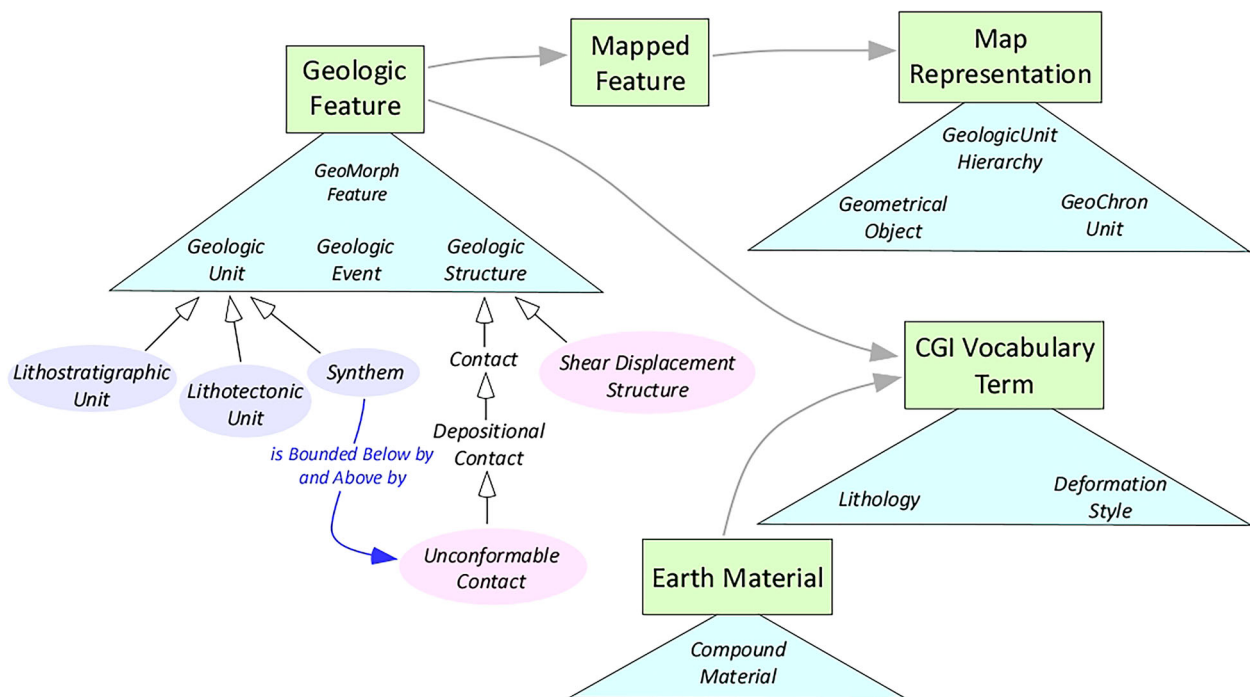 Geologic
Feature
Mapped
Feature
Map
Representation
GeoMorph
Feature
Geologic
Unit
Geologic
Event
Geologic
Structure
GeologicUnit
Hierarchy
Geometrical
Object
GeoChron
Unit
Lithostratigraphic
Unit
Lithotectonic
Unit
Synthem
Contact
Shear Displacement
Structure
CGI Vocabulary
Term
is Bounded Below by
and Above by
Depositional
Contact
Lithology
Deformation
Style
Unconformable
Contact
Earth Material
Compound
Material